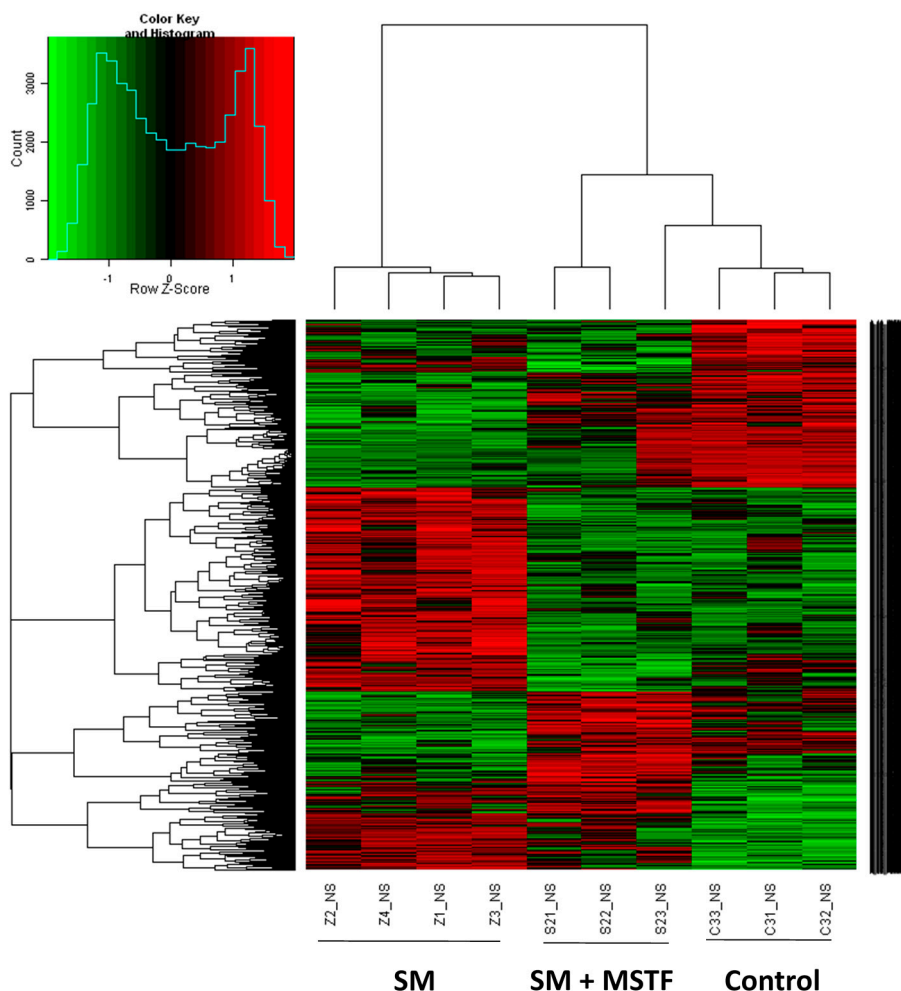 Color Key
and Histogram
Count
0
1000
2000
3000
-1
0
1
Row Z-Score
Z2_NS
Z4_NS
Z1_NS
Z3_NS
S21_NS
S22_NS
S23_NS
C33_NS
C31_NS
C32_NS
SM
SM + MSTF
Control